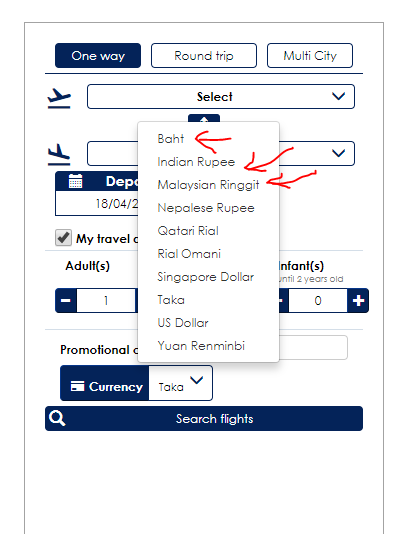 One way Round trip Multi City
Select
Depa
18/04/2
My travel d
Adult(s)
nfant(s)
until 2 years old
1
0
Baht
Indian Rupee
Malaysian Ringgit
Nepalese Rupee
Qatari Rial
Rial Omani
Singapore Dollar
Taka
US Dollar
Yuan Renminbi
Promotional c
Currency Taka
Search flights